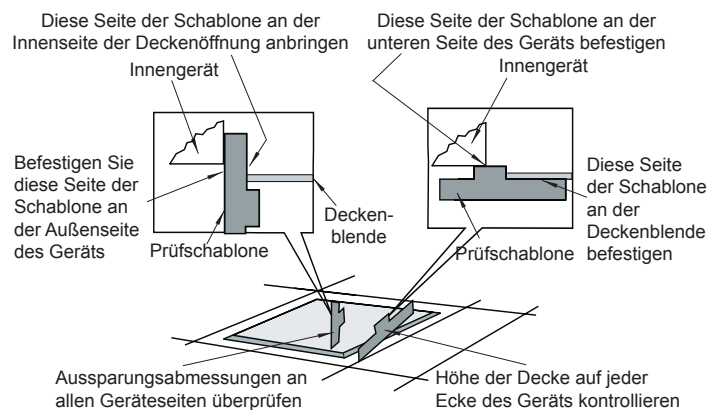 Diese Seite der Schablone an der
Innenseite der Deckenöffnung anbringen
Innengerät
Diese Seite der Schablone an der
unteren Seite des Geräts befestigen
Innengerät
Befestigen Sie
diese Seite der
Schablone an
der Außenseite
des Geräts
Prüfschablone
Decken-
blende
Prüfschablone
Diese Seite
der Schablone
an der
Deckenblende
befestigen
Aussparungsabmessungen an
allen Geräteseiten überprüfen
Höhe der Decke auf jeder
Ecke des Geräts kontrollieren